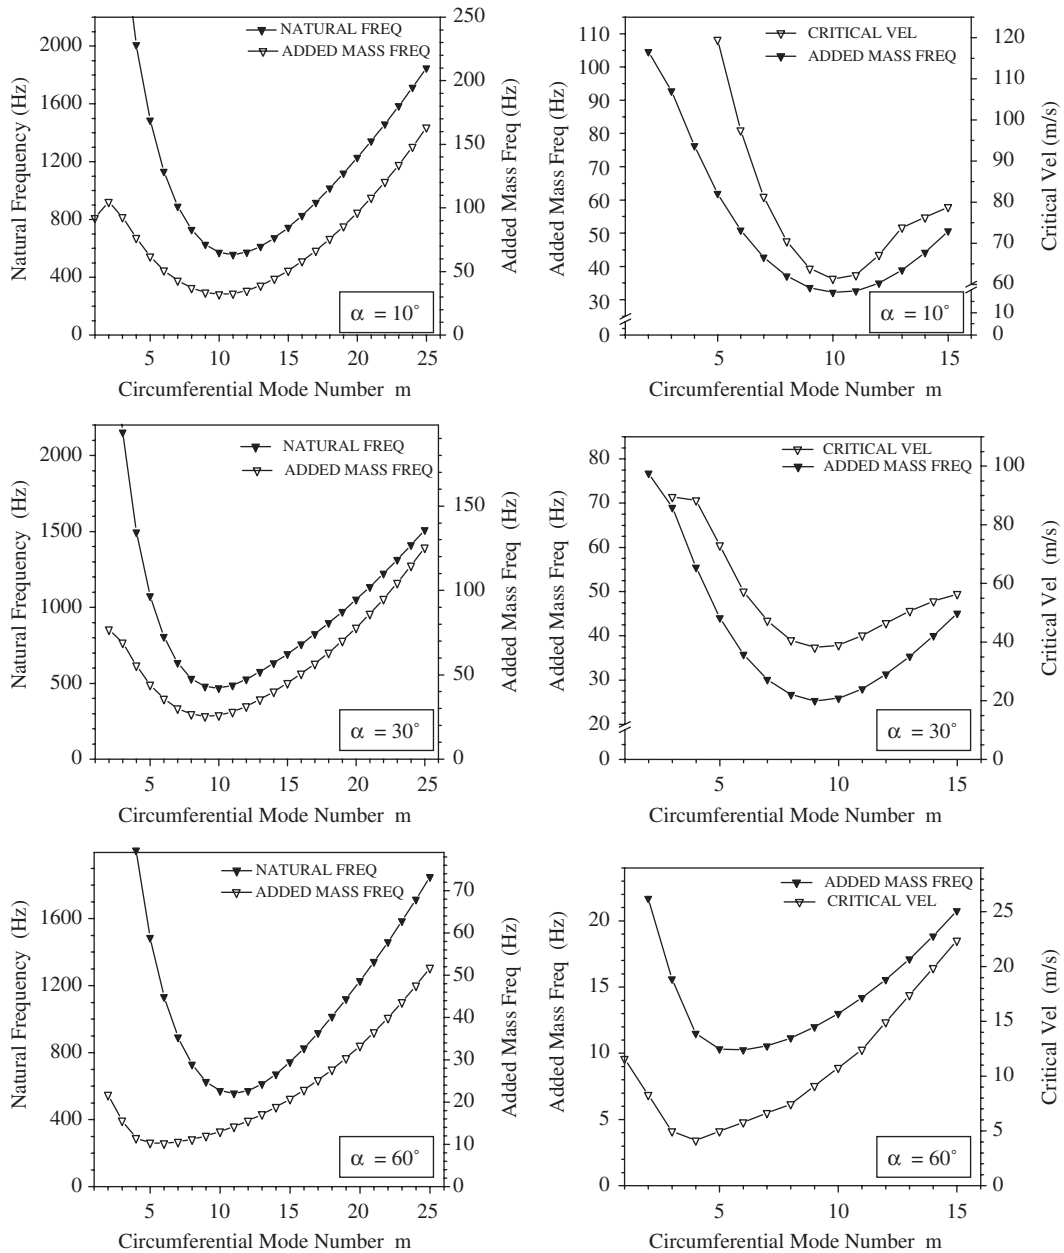 NATURAL FREQ
ADDED MASS FREQ
Natural Frequency (Hz)
2000
1600
1200
800
400
0
Added Mass Freq (Hz)
250
200
150
100
50
0
5 10 15 20 25
α = 10°
Circumferential Mode Number m
CRITICAL VEL
ADDED MASS FREQ
Added Mass Freq (Hz)
110
100
90
80
70
60
50
40
30
0
Critical Vel (m/s)
120
110
100
90
80
70
60
10
0
5 10 15
α = 10°
Circumferential Mode Number m
NATURAL FREQ
ADDED MASS FREQ
Natural Frequency (Hz)
2000
1500
1000
500
0
Added Mass Freq (Hz)
150
100
50
0
5 10 15 20 25
α = 30°
Circumferential Mode Number m
CRITICAL VEL
ADDED MASS FREQ
Added Mass Freq (Hz)
80
70
60
50
40
30
20
0
Critical Vel (m/s)
100
80
60
40
20
0
5 10 15
α = 30°
Circumferential Mode Number m
NATURAL FREQ
ADDED MASS FREQ
Natural Frequency (Hz)
1600
1200
800
400
0
Added Mass Freq (Hz)
70
60
50
40
30
20
10
0
5 10 15 20 25
α = 60°
Circumferential Mode Number m
ADDED MASS FREQ
CRITICAL VEL
Added Mass Freq (Hz)
20
15
10
5
0
Critical Vel (m/s)
25
20
15
10
5
0
5 10 15
α = 60°
Circumferential Mode Number m